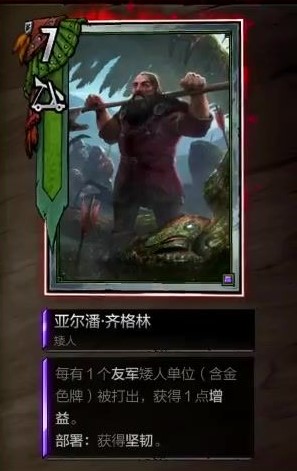 7
亚尔潘·齐格林
矮人
每有1个友军矮人单位（含金
色牌）被打出，获得1点增
益。
部署：获得坚韧。